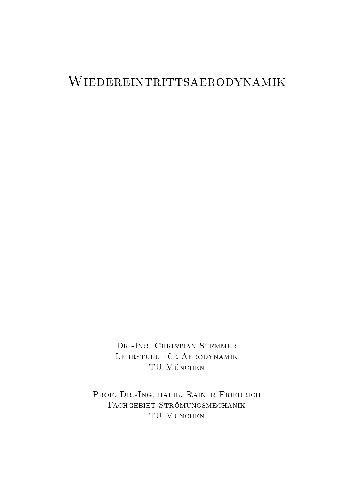 WIEDEREINTRITTSAERODYNAMIK
DR.-ING. CHRISTIAN STEMMER
LEHRSTUHL FÜR AERODYNAMIK
TU MÜNCHEN
PROF. DR.-ING. HABIL. RAINER FRIEDRICH
FACHGEBIET STRÖMUNGSMECHANIK
TU MÜNCHEN